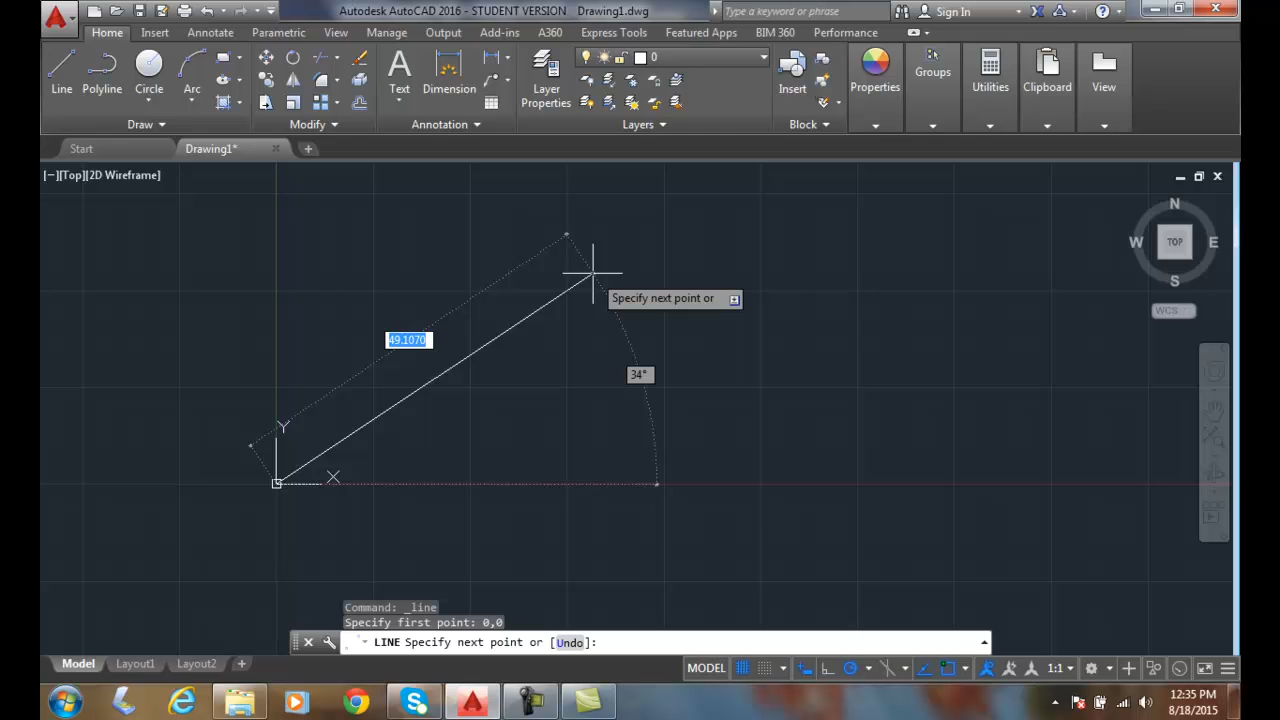 Autodesk AutoCAD 2016 - STUDENT VERSION Drawing1.dwg
Type a keyword or phrase
Sign In
Home Insert Annotate Parametric View Manage Output Add-ins A360 Express Tools Featured Apps BIM 360 Performance
0
Line Polyline Circle Arc
Text Dimension
Layer Properties
Insert
Properties
Groups
Utilities
Clipboard
View
Draw Modify Annotation Layers Block
Start Drawing1*
[−][Top][2D Wireframe]
N
W TOP E
S
WCS
Specify next point or
49.1070
34°
Y
X
Command: _line
Specify first point: 0,0
LINE Specify next point or [Undo]:
Model Layout1 Layout2
MODEL 1:1
12:35 PM
8/18/2015